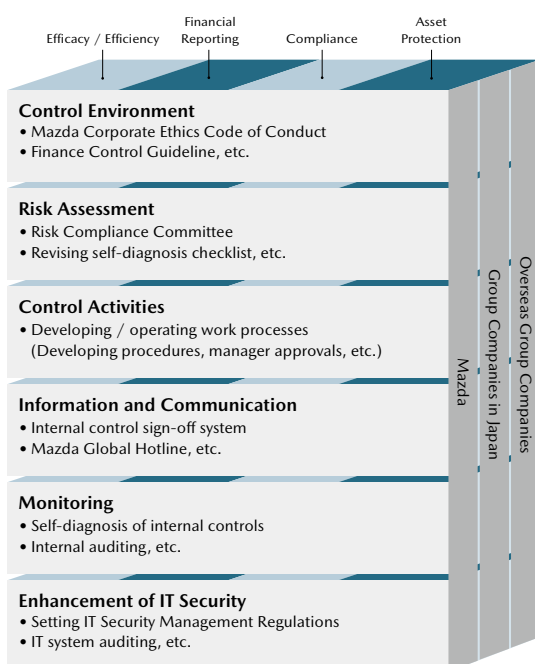 Efficacy / Efficiency
Financial
Reporting
Compliance
Asset
Protection
Control Environment
• Mazda Corporate Ethics Code of Conduct
• Finance Control Guideline, etc.
Risk Assessment
• Risk Compliance Committee
• Revising self-diagnosis checklist, etc.
Control Activities
• Developing / operating work processes
(Developing procedures, manager approvals, etc.)
Information and Communication
• Internal control sign-off system
• Mazda Global Hotline, etc.
Monitoring
• Self-diagnosis of internal controls
• Internal auditing, etc.
Enhancement of IT Security
• Setting IT Security Management Regulations
• IT system auditing, etc.
Mazda
Group Companies in Japan
Overseas Group Companies